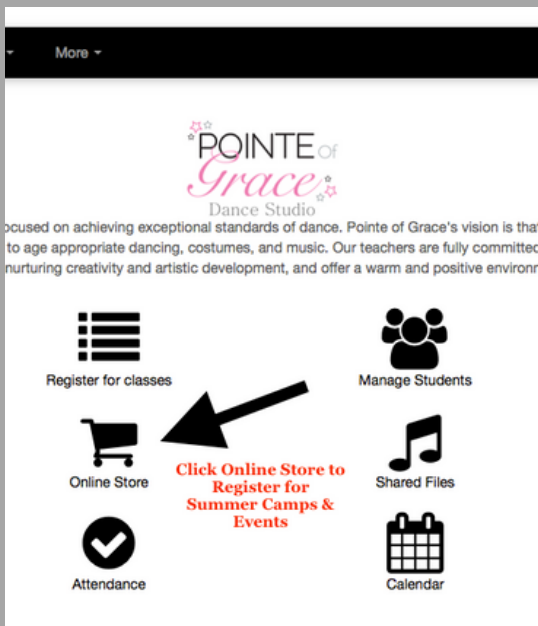 More
POINTE Of
Grace
Dance Studio
ocused on achieving exceptional standards of dance. Pointe of Grace's vision is that
to age appropriate dancing, costumes, and music. Our teachers are fully committed
nurturing creativity and artistic development, and offer a warm and positive environ
Register for classes
Manage Students
Online Store
Click Online Store to
Register for
Summer Camps &
Events
Shared Files
Attendance
Calendar